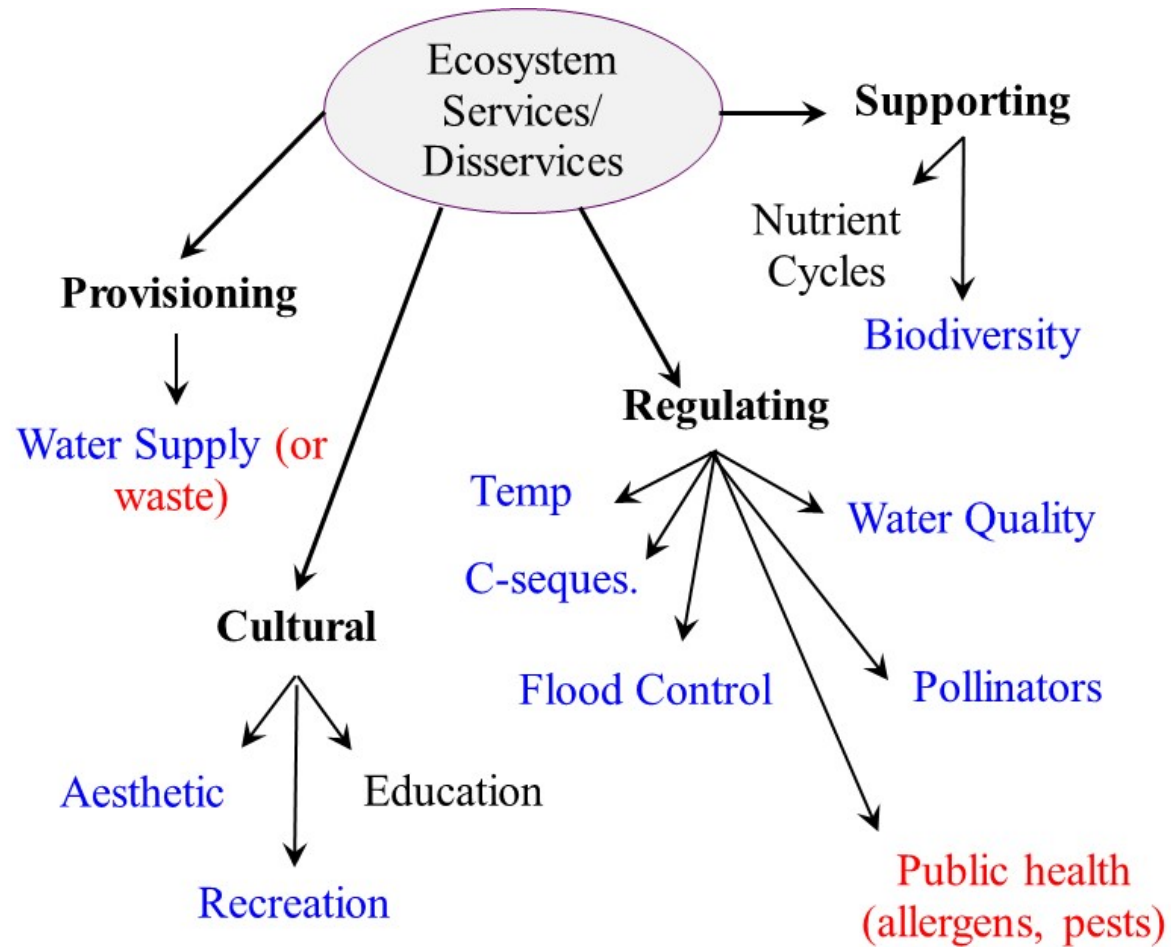 Ecosystem
Services/
Disservices
Supporting
Nutrient
Cycles
Biodiversity
Provisioning
Water Supply (or
waste)
Regulating
Temp
Water Quality
C-seques.
Flood Control
Pollinators
Public health
(allergens, pests)
Cultural
Aesthetic
Education
Recreation